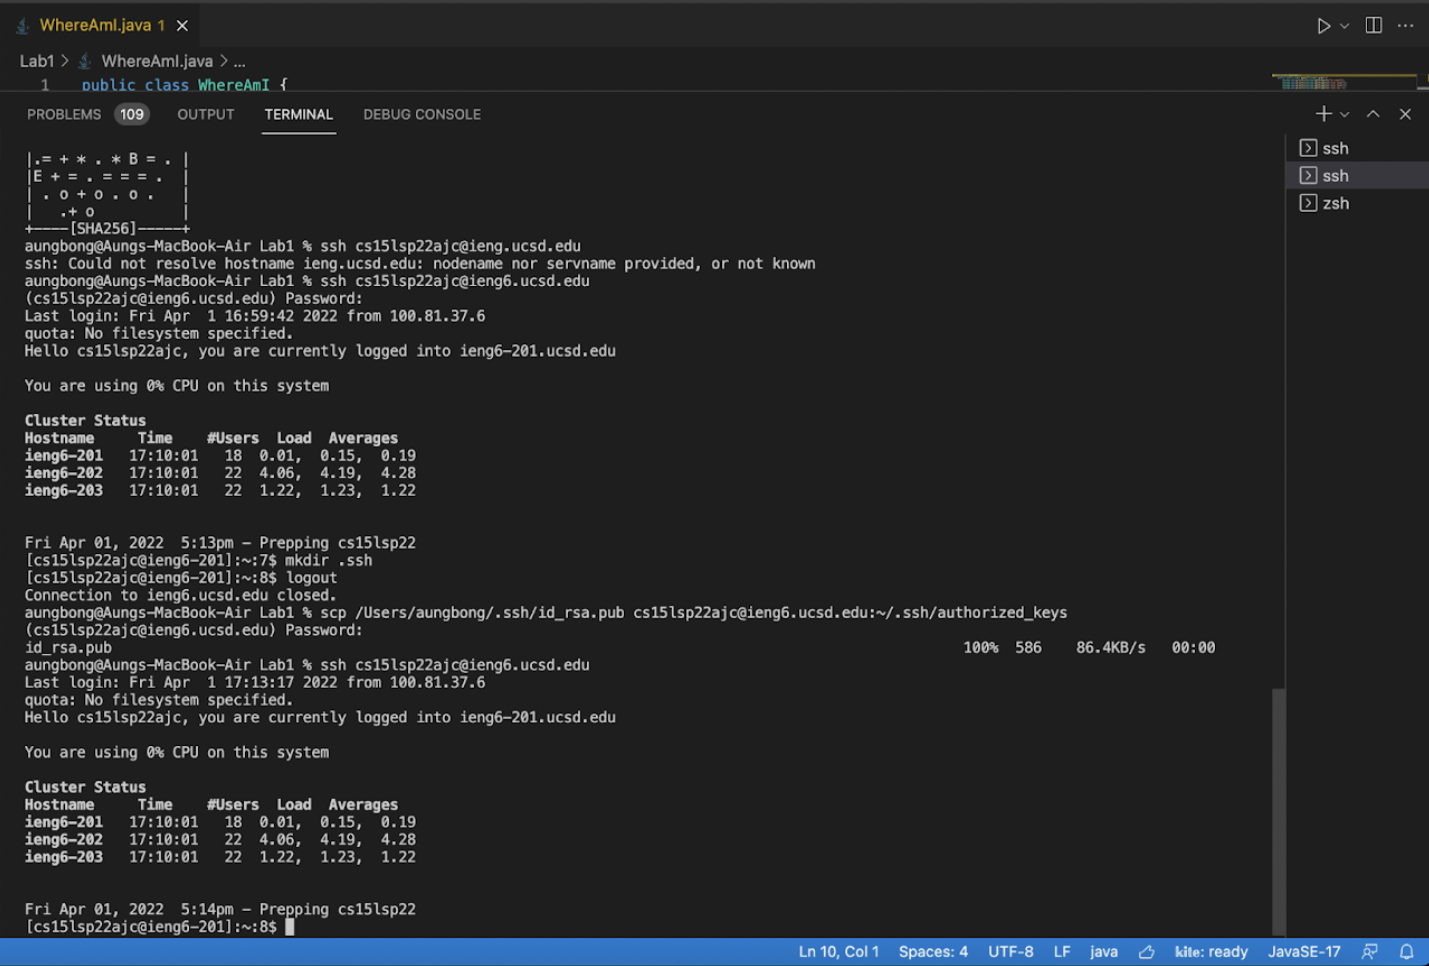 WhereAmI.java 1
Lab1 > WhereAmI.java > ...
1 public class WhereAmI {
PROBLEMS 109 OUTPUT TERMINAL DEBUG CONSOLE
|.= + * . * B = . |
|E + = . = = = .  |
| . o + o . o .   |
|   .+ o          |
+----[SHA256]-----+
aungbong@Aungs-MacBook-Air Lab1 % ssh cs15lsp22ajc@ieng.ucsd.edu
ssh: Could not resolve hostname ieng.ucsd.edu: nodename nor servname provided, or not known
aungbong@Aungs-MacBook-Air Lab1 % ssh cs15lsp22ajc@ieng6.ucsd.edu
(cs15lsp22ajc@ieng6.ucsd.edu) Password:
Last login: Fri Apr  1 16:59:42 2022 from 100.81.37.6
quota: No filesystem specified.
Hello cs15lsp22ajc, you are currently logged into ieng6-201.ucsd.edu
You are using 0% CPU on this system
Cluster Status
Hostname     Time    #Users  Load  Averages
ieng6-201   17:10:01   18  0.01,  0.15,  0.19
ieng6-202   17:10:01   22  4.06,  4.19,  4.28
ieng6-203   17:10:01   22  1.22,  1.23,  1.22
Fri Apr 01, 2022  5:13pm - Prepping cs15lsp22
[cs15lsp22ajc@ieng6-201]:~:7$ mkdir .ssh
[cs15lsp22ajc@ieng6-201]:~:8$ logout
Connection to ieng6.ucsd.edu closed.
aungbong@Aungs-MacBook-Air Lab1 % scp /Users/aungbong/.ssh/id_rsa.pub cs15lsp22ajc@ieng6.ucsd.edu:~/.ssh/authorized_keys
(cs15lsp22ajc@ieng6.ucsd.edu) Password:
id_rsa.pub 100% 586 86.4KB/s 00:00
aungbong@Aungs-MacBook-Air Lab1 % ssh cs15lsp22ajc@ieng6.ucsd.edu
Last login: Fri Apr  1 17:13:17 2022 from 100.81.37.6
quota: No filesystem specified.
Hello cs15lsp22ajc, you are currently logged into ieng6-201.ucsd.edu
You are using 0% CPU on this system
Cluster Status
Hostname     Time    #Users  Load  Averages
ieng6-201   17:10:01   18  0.01,  0.15,  0.19
ieng6-202   17:10:01   22  4.06,  4.19,  4.28
ieng6-203   17:10:01   22  1.22,  1.23,  1.22
Fri Apr 01, 2022  5:14pm - Prepping cs15lsp22
[cs15lsp22ajc@ieng6-201]:~:8$
ssh
ssh
zsh
Ln 10, Col 1 Spaces: 4 UTF-8 LF java kite: ready JavaSE-17